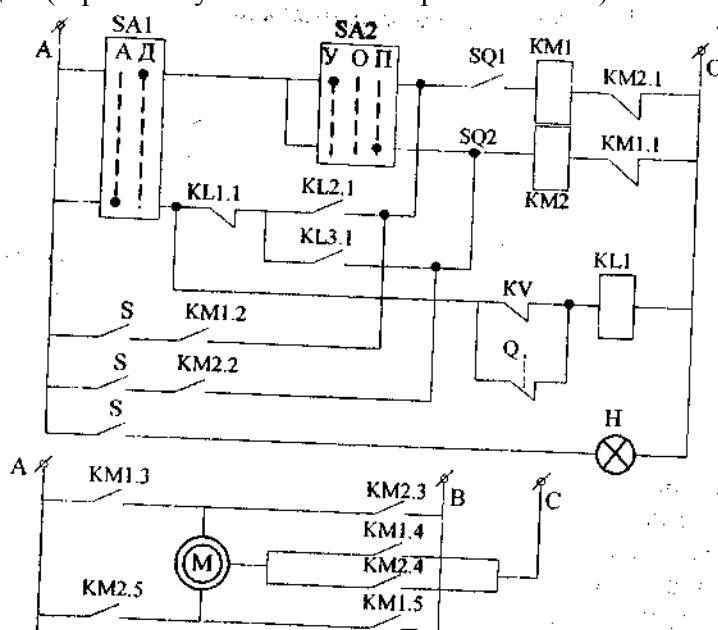 SA1
SA2
A
А Д
У О П
SQ1
KM1
KM2.1
SQ2
KM1.1
KM2
KL1.1
KL2.1
KL3.1
KV
KL1
S
KM1.2
Q
S
KM2.2
S
H
A
KM1.3
KM2.3
B
C
KM1.4
M
KM2.4
KM2.5
KM1.5